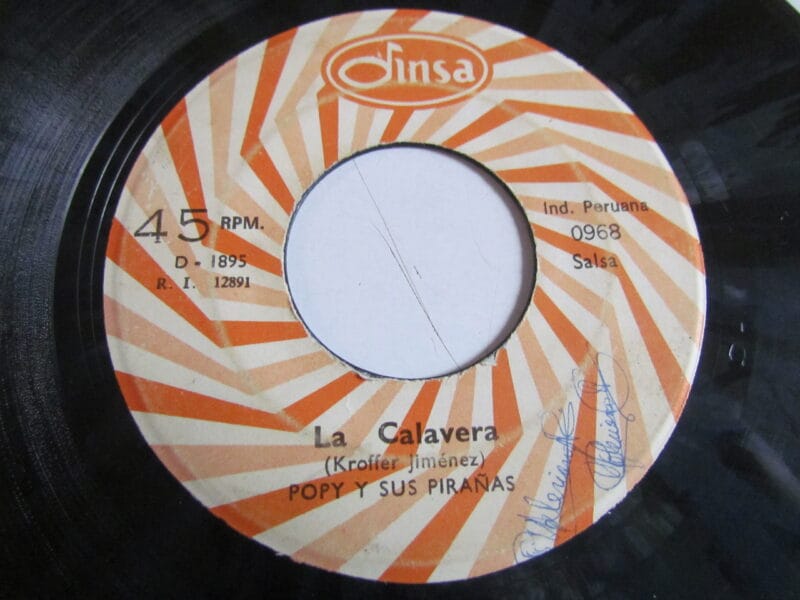 Dinsa
45 RPM.
D - 1895
R. I. 12891
Ind. Peruana
0968
Salsa
La Calavera
(Kroffer Jiménez)
POPY Y SUS PIRAÑAS